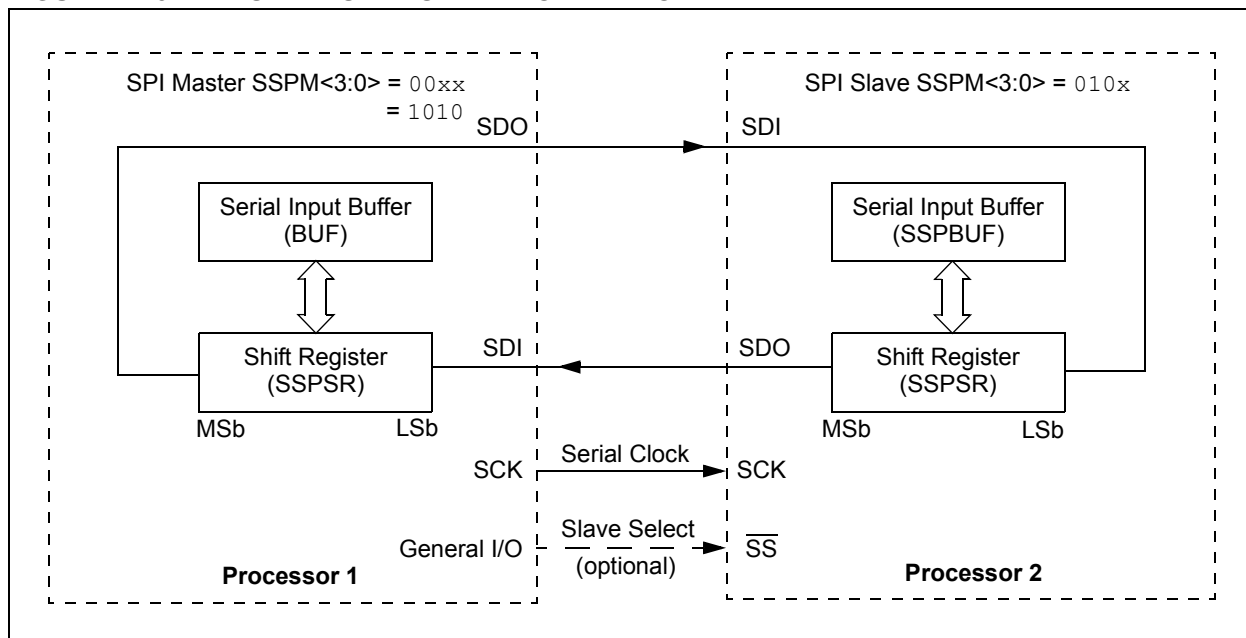 SPI Master SSPM<3:0> = 00xx
= 1010
SDO
Serial Input Buffer
(BUF)
Shift Register
(SSPSR)
MSb
LSb
SDI
SCK
General I/O
Processor 1
Serial Clock
Slave Select
(optional)
SPI Slave SSPM<3:0> = 010x
SDI
Serial Input Buffer
(SSPBUF)
SDO
Shift Register
(SSPSR)
MSb
LSb
SCK
S̅S̅
Processor 2